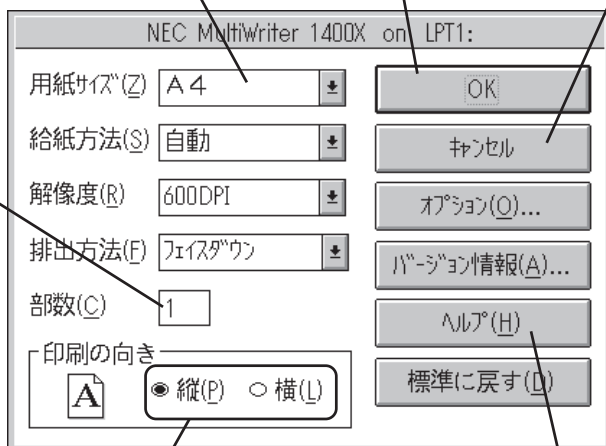 NEC MultiWriter 1400X on LPT1:
用紙ｻｲｽﾞ(Z) A4
OK
給紙方法(S) 自動
ｷｬﾝｾﾙ
解像度(R) 600DPI
ｵﾌﾟｼｮﾝ(O)...
排出方法(F) ﾌｪｲｽﾀﾞｳﾝ
ﾊﾞｰｼﾞｮﾝ情報(A)...
部数(C) 1
ﾍﾙﾌﾟ(H)
印刷の向き
A 縦(P) 横(L)
標準に戻す(D)